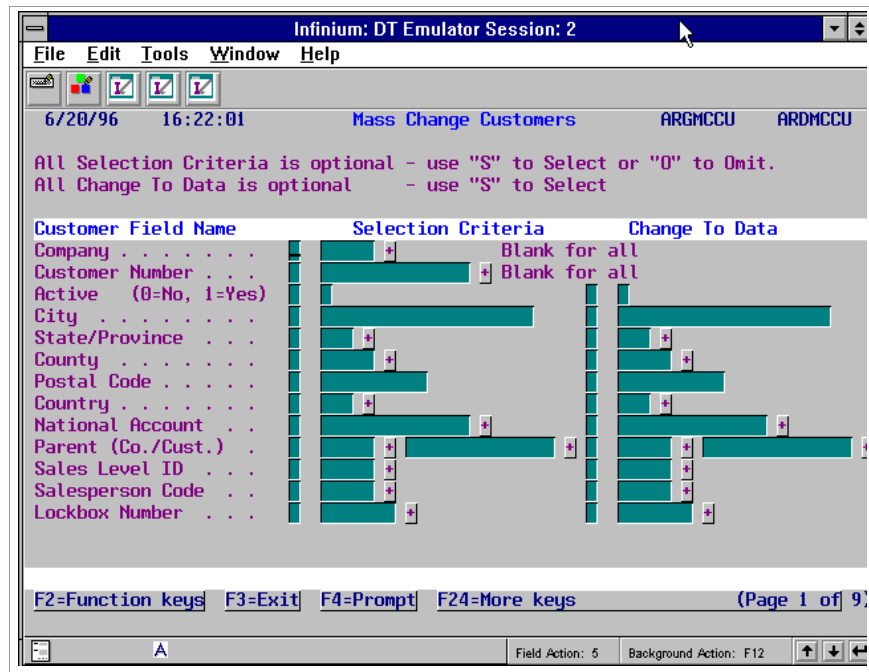 Infinium: DT Emulator Session: 2
File Edit Tools Window Help
6/20/96 16:22:01 Mass Change Customers ARGMCCU ARDMCCU
All Selection Criteria is optional - use "S" to Select or "O" to Omit.
All Change To Data is optional - use "S" to Select
Customer Field Name Selection Criteria Change To Data
Company . . . . . . . + Blank for all
Customer Number . . . + Blank for all
Active (0=No, 1=Yes)
City . . . . . . . .
State/Province . . . + +
County . . . . . . . + +
Postal Code . . . . .
Country . . . . . . . + +
National Account . . + +
Parent (Co./Cust.) . + + + +
Sales Level ID . . . + +
Salesperson Code . . + +
Lockbox Number . . . + +
F2=Function keys F3=Exit F4=Prompt F24=More keys (Page 1 of 9)
A Field Action: 5 Background Action: F12